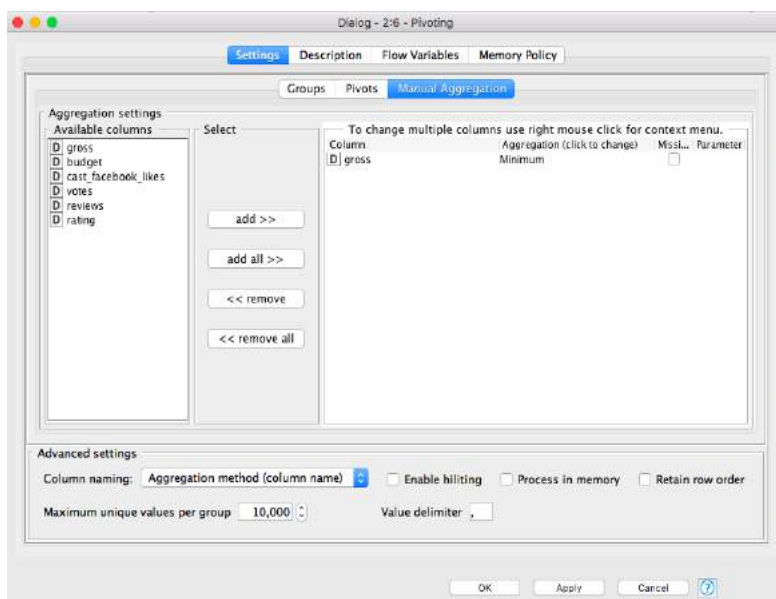 Dialog - 2:6 - Pivoting
Settings Description Flow Variables Memory Policy
Groups Pivots Manual Aggregation
Aggregation settings
Available columns
D gross
D budget
D cast_facebook_likes
D votes
D reviews
D rating
Select
add >>
add all >>
<< remove
<< remove all
To change multiple columns use right mouse click for context menu.
Column Aggregation (click to change) Missi... Parameter
D gross Minimum
Advanced settings
Column naming: Aggregation method (column name) Enable hiliting Process in memory Retain row order
Maximum unique values per group 10,000 Value delimiter ,
OK Apply Cancel ?